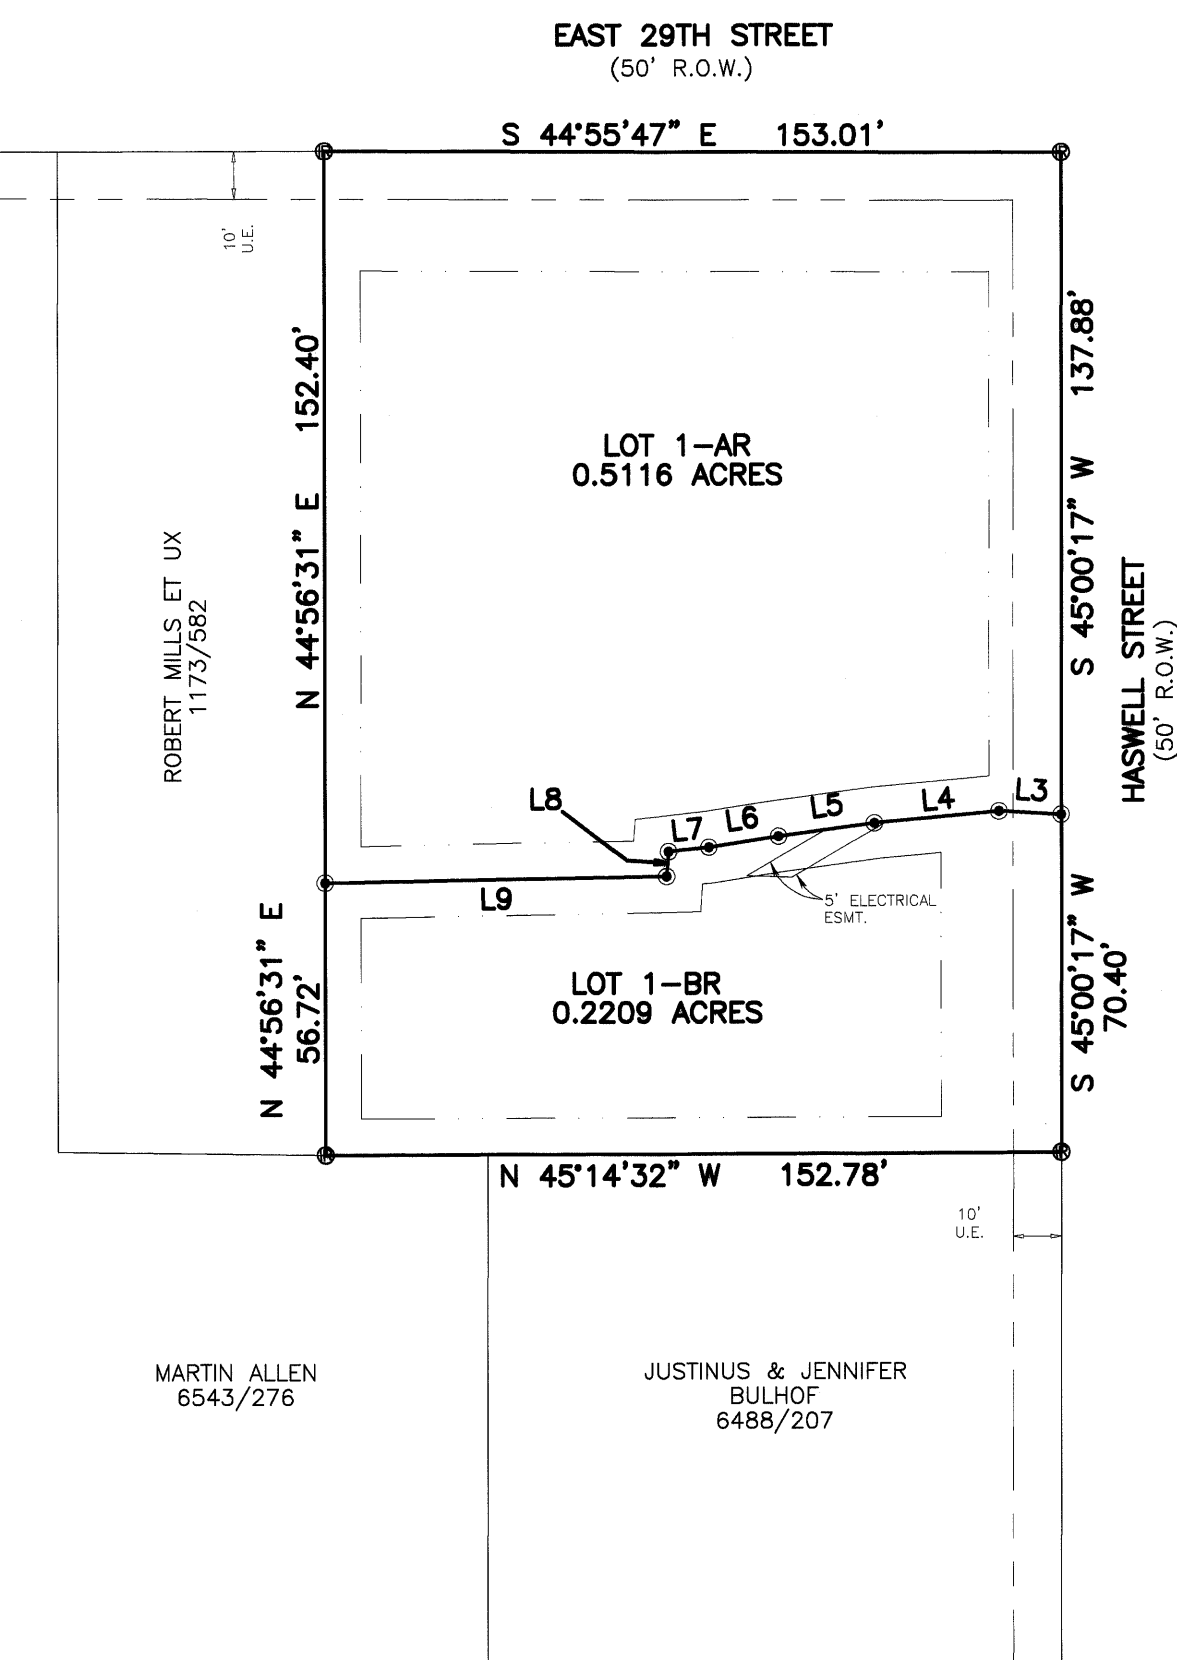 EAST 29TH STREET
(50' R.O.W.)
S 44°55'47" E 153.01'
10'
U.E.
N 44°56'31" E 152.40'
S 45°00'17" W 137.88'
LOT 1-AR
0.5116 ACRES
ROBERT MILLS ET UX
1173/582
HASWELL STREET
(50' R.O.W.)
L8
L7
L6
L5
L4
L3
L9
5' ELECTRICAL
ESMT.
N 44°56'31" E
56.72'
LOT 1-BR
0.2209 ACRES
S 45°00'17" W
70.40'
N 45°14'32" W 152.78'
10'
U.E.
MARTIN ALLEN
6543/276
JUSTINUS & JENNIFER
BULHOF
6488/207